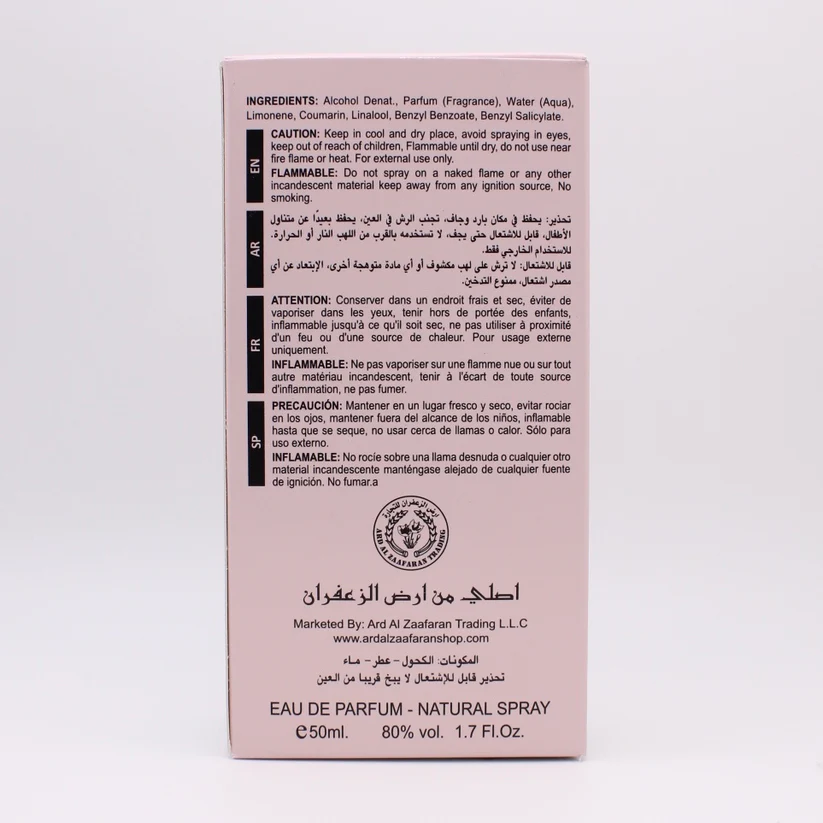 INGREDIENTS: Alcohol Denat., Parfum (Fragrance), Water (Aqua),
Limonene, Coumarin, Linalool, Benzyl Benzoate, Benzyl Salicylate.
EN
CAUTION: Keep in cool and dry place, avoid spraying in eyes,
keep out of reach of children, Flammable until dry, do not use near
fire flame or heat. For external use only.
FLAMMABLE: Do not spray on a naked flame or any other
incandescent material keep away from any ignition source, No
smoking.
AR
تحذير: يحفظ في مكان بارد وجاف، تجنب الرش في العين، يحفظ بعيدًا عن متناول
الأطفال، قابل للاشتعال حتى يجف، لا تستخدمه بالقرب من اللهب النار أو الحرارة.
للاستخدام الخارجي فقط.
قابل للاشتعال: لا ترش على لهب مكشوف أو أي مادة متوهجة أخرى، الإبتعاد عن أي
مصدر اشتعال، ممنوع التدخين.
FR
ATTENTION: Conserver dans un endroit frais et sec, éviter de
vaporiser dans les yeux, tenir hors de portée des enfants,
inflammable jusqu'à ce qu'il soit sec, ne pas utiliser à proximité
d'un feu ou d'une source de chaleur. Pour usage externe
uniquement.
INFLAMMABLE: Ne pas vaporiser sur une flamme nue ou sur tout
autre matériau incandescent, tenir à l'écart de toute source
d'inflammation, ne pas fumer.
SP
PRECAUCIÓN: Mantener en un lugar fresco y seco, evitar rociar
en los ojos, mantener fuera del alcance de los niños, inflamable
hasta que se seque, no usar cerca de llamas o calor. Sólo para
uso externo.
INFLAMABLE: No rocíe sobre una llama desnuda o cualquier otro
material incandescente manténgase alejado de cualquier fuente
de ignición. No fumar.a
ارض الزعفران للتجارة
ARD AL ZAAFARAN TRADING
اصلي من ارض الزعفران
Marketed By: Ard Al Zaafaran Trading L.L.C
www.ardalzaafaranshop.com
المكونات: الكحول - عطر - ماء
تحذير قابل للإشتعال لا يبخ قريبا من العين
EAU DE PARFUM - NATURAL SPRAY
℮50ml. 80% vol. 1.7 Fl.Oz.